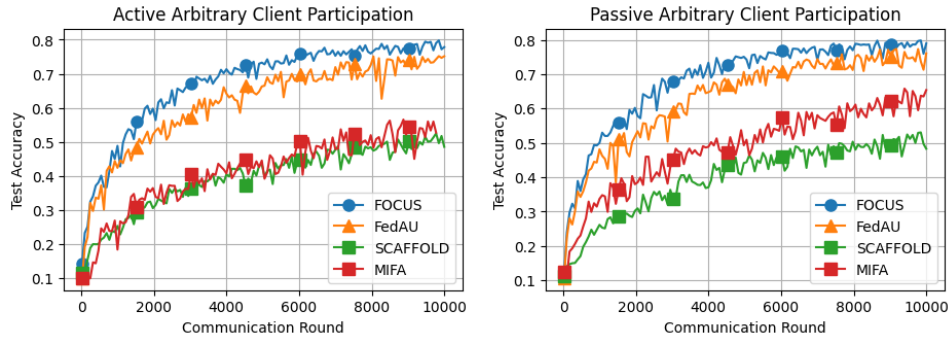 Active Arbitrary Client Participation
Test Accuracy
0.8
0.7
0.6
0.5
0.4
0.3
0.2
0.1
FOCUS
FedAU
SCAFFOLD
MIFA
0 2000 4000 6000 8000 10000
Communication Round
Passive Arbitrary Client Participation
Test Accuracy
0.8
0.7
0.6
0.5
0.4
0.3
0.2
0.1
FOCUS
FedAU
SCAFFOLD
MIFA
0 2000 4000 6000 8000 10000
Communication Round